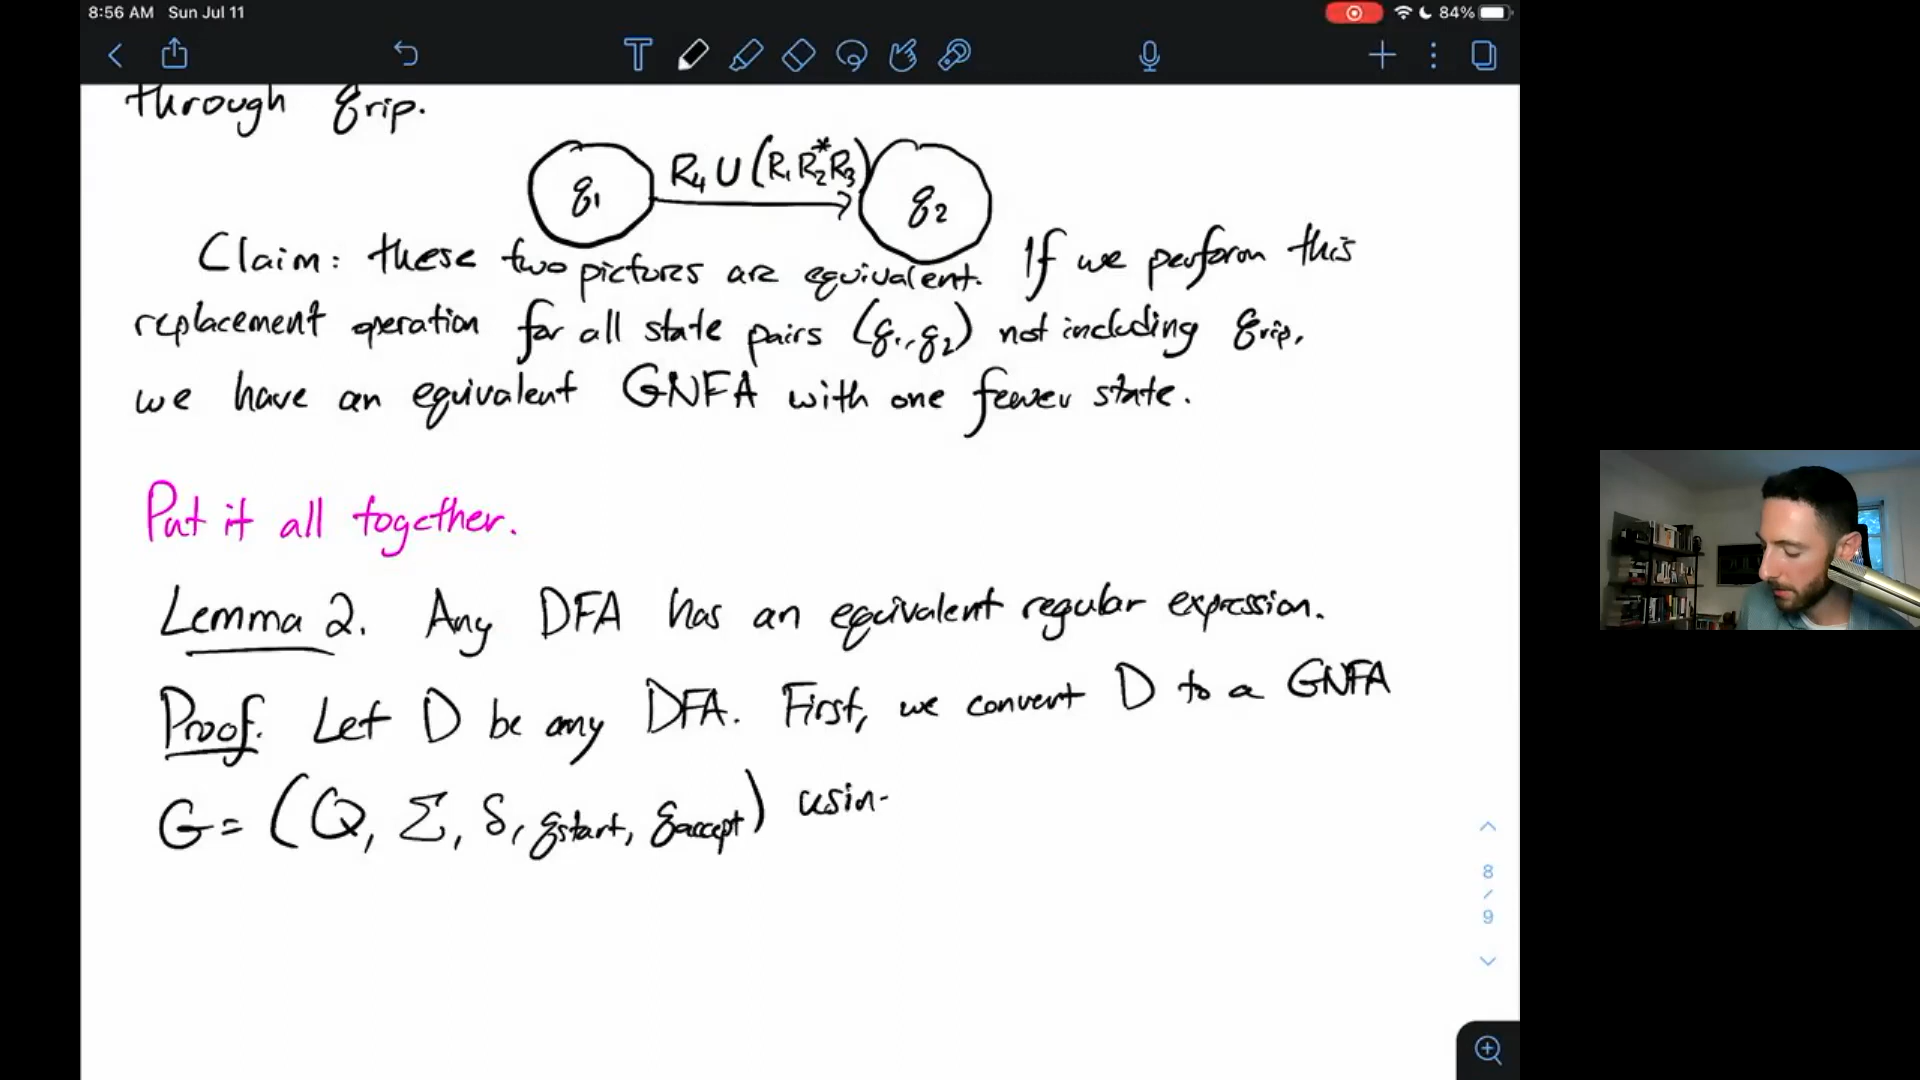 8:56 AM Sun Jul 11
84%
T
through qrip.
q1
R4 U (R1 R2* R3)
q2
Claim: these two pictures are equivalent. If we perform this
replacement operation for all state pairs (q1, q2) not including qrip,
we have an equivalent GNFA with one fewer state.
Put it all together.
Lemma 2. Any DFA has an equivalent regular expression.
Proof. Let D be any DFA. First, we convert D to a GNFA
G = (Q, Σ, δ, qstart, qaccept) usin
8
/
9